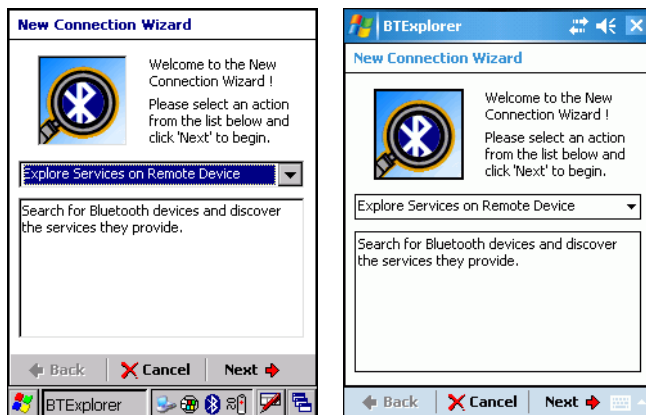 New Connection Wizard
Welcome to the New
Connection Wizard !
Please select an action
from the list below and
click 'Next' to begin.
Explore Services on Remote Device
Search for Bluetooth devices and discover
the services they provide.
Back
Cancel
Next
BTExplorer
BTExplorer
New Connection Wizard
Welcome to the New
Connection Wizard !
Please select an action
from the list below and
click 'Next' to begin.
Explore Services on Remote Device
Search for Bluetooth devices and discover
the services they provide.
Back
Cancel
Next